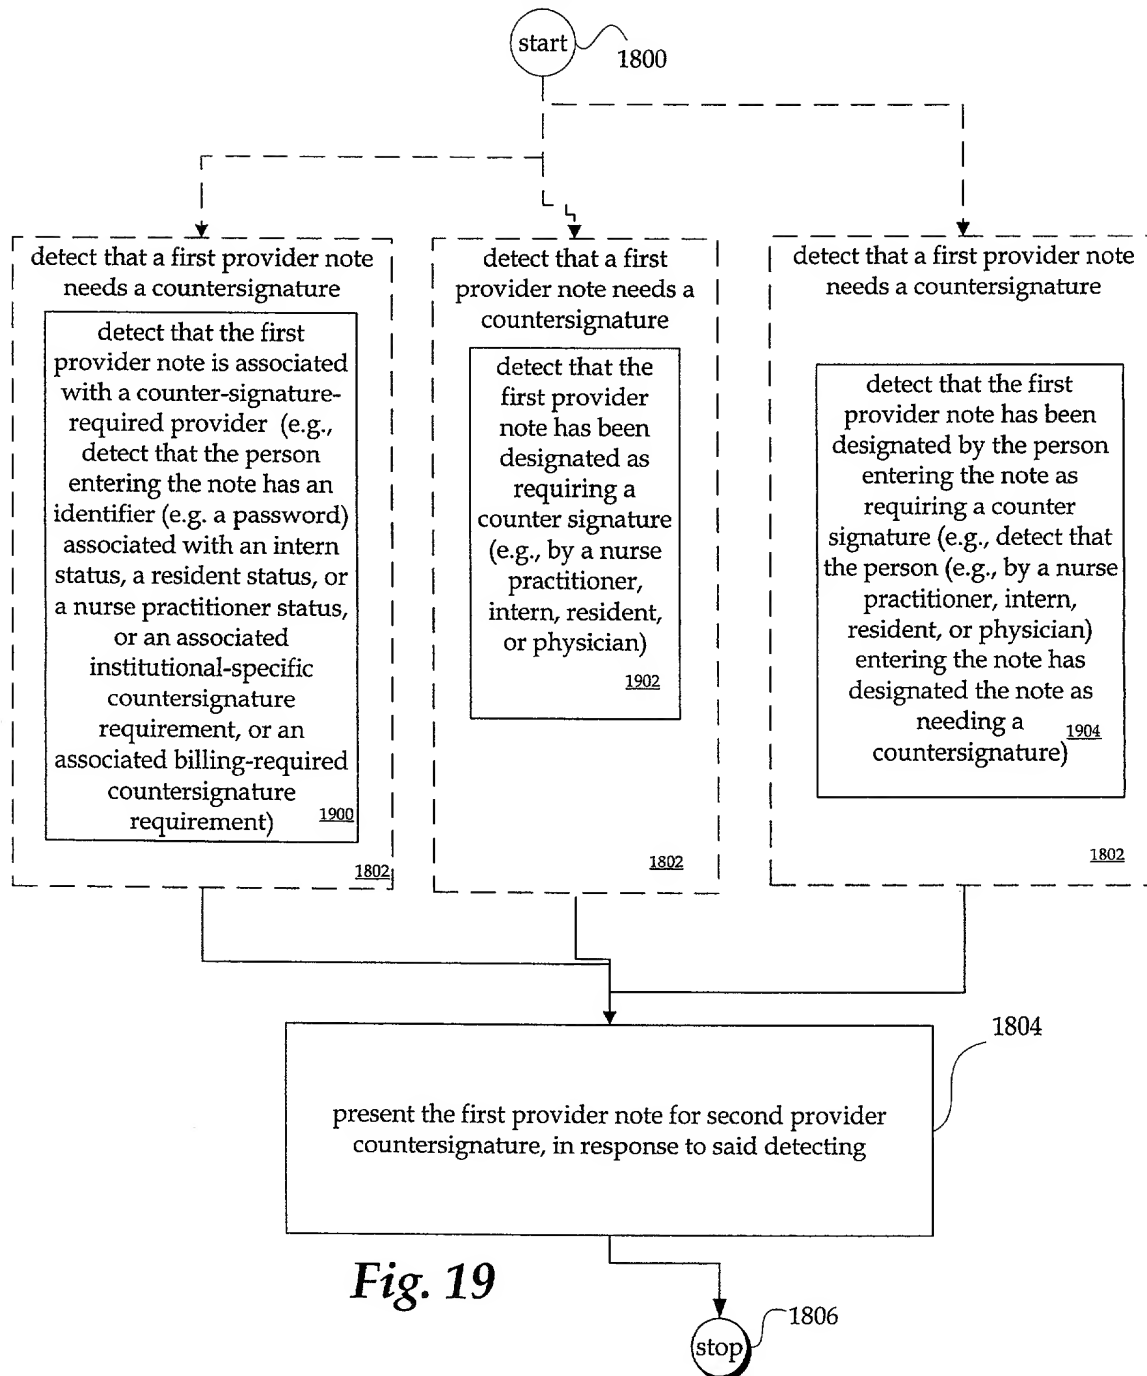 start
1800
detect that a first provider note
needs a countersignature
detect that the first
provider note is associated
with a counter-signature-
required provider (e.g.,
detect that the person
entering the note has an
identifier (e.g. a password)
associated with an intern
status, a resident status, or
a nurse practitioner status,
or an associated
institutional-specific
countersignature
requirement, or an
associated billing-required
countersignature
requirement)
1900
1802
detect that a first
provider note needs a
countersignature
detect that the
first provider
note has been
designated as
requiring a
counter signature
(e.g., by a nurse
practitioner,
intern, resident,
or physician)
1902
1802
detect that a first provider note
needs a countersignature
detect that the first
provider note has been
designated by the person
entering the note as
requiring a counter
signature (e.g., detect that
the person (e.g., by a nurse
practitioner, intern,
resident, or physician)
entering the note has
designated the note as
needing a
countersignature)
1904
1802
1804
present the first provider note for second provider
countersignature, in response to said detecting
Fig. 19
1806
stop